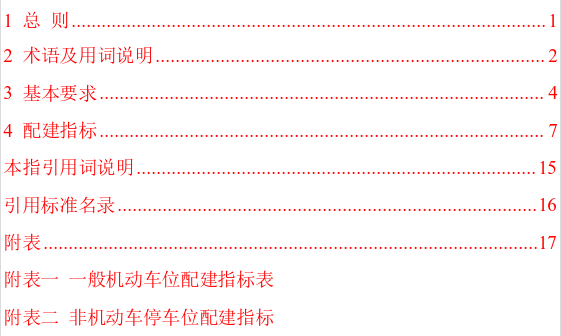 1 总 则........................................1
2 术语及用词说明........................................2
3 基本要求........................................4
4 配建指标........................................7
本指引用词说明........................................15
引用标准名录........................................16
附表........................................17
附表一 一般机动车位配建指标表
附表二 非机动车停车位配建指标